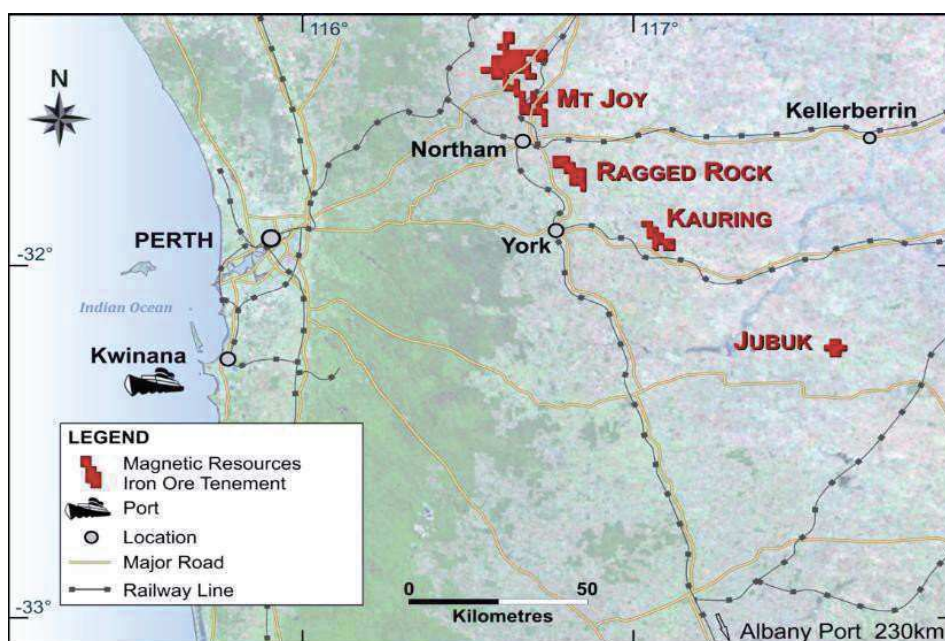 116°
117°
N
MT JOY
Kellerberrin
Northam
RAGGED ROCK
KAURING
PERTH
York
-32°
Indian Ocean
JUBUK
Kwinana
LEGEND
Magnetic Resources
Iron Ore Tenement
Port
Location
Major Road
Railway Line
0 50
Kilometres
-33°
Albany Port 230km